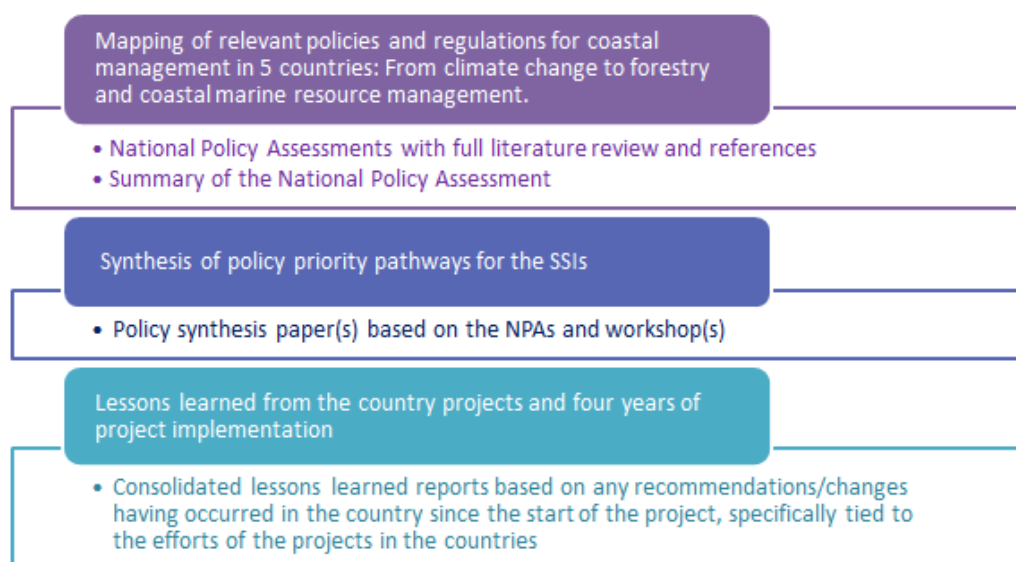 Mapping of relevant policies and regulations for coastal
management in 5 countries: From climate change to forestry
and coastal marine resource management.
• National Policy Assessments with full literature review and references
• Summary of the National Policy Assessment
Synthesis of policy priority pathways for the SSIs
• Policy synthesis paper(s) based on the NPAs and workshop(s)
Lessons learned from the country projects and four years of
project implementation
• Consolidated lessons learned reports based on any recommendations/changes
having occurred in the country since the start of the project, specifically tied to
the efforts of the projects in the countries